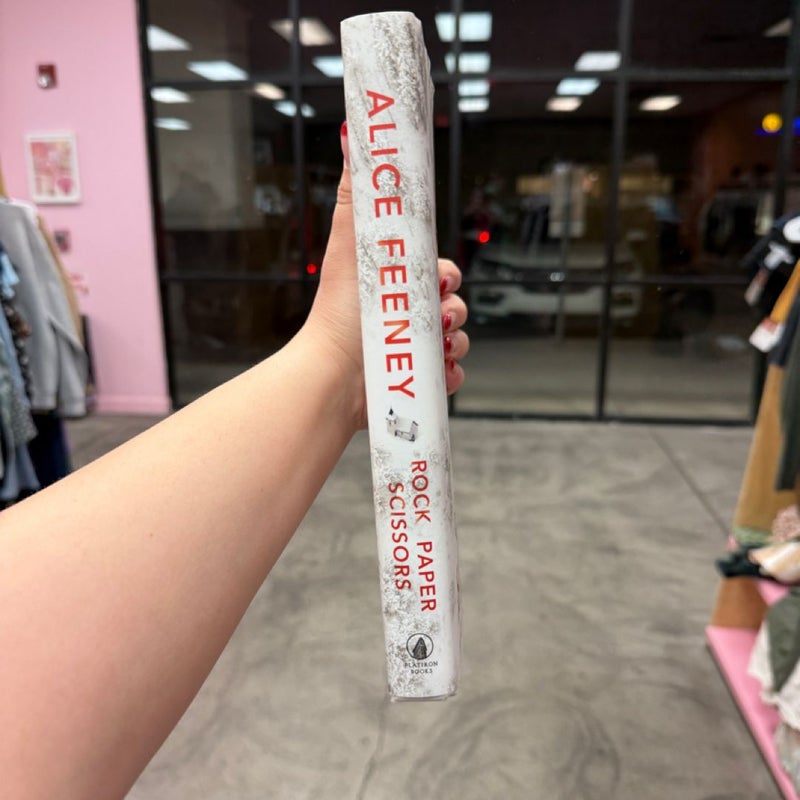 ALICE FEENEY
ROCK PAPER
SCISSORS
FLATIRON
BOOKS